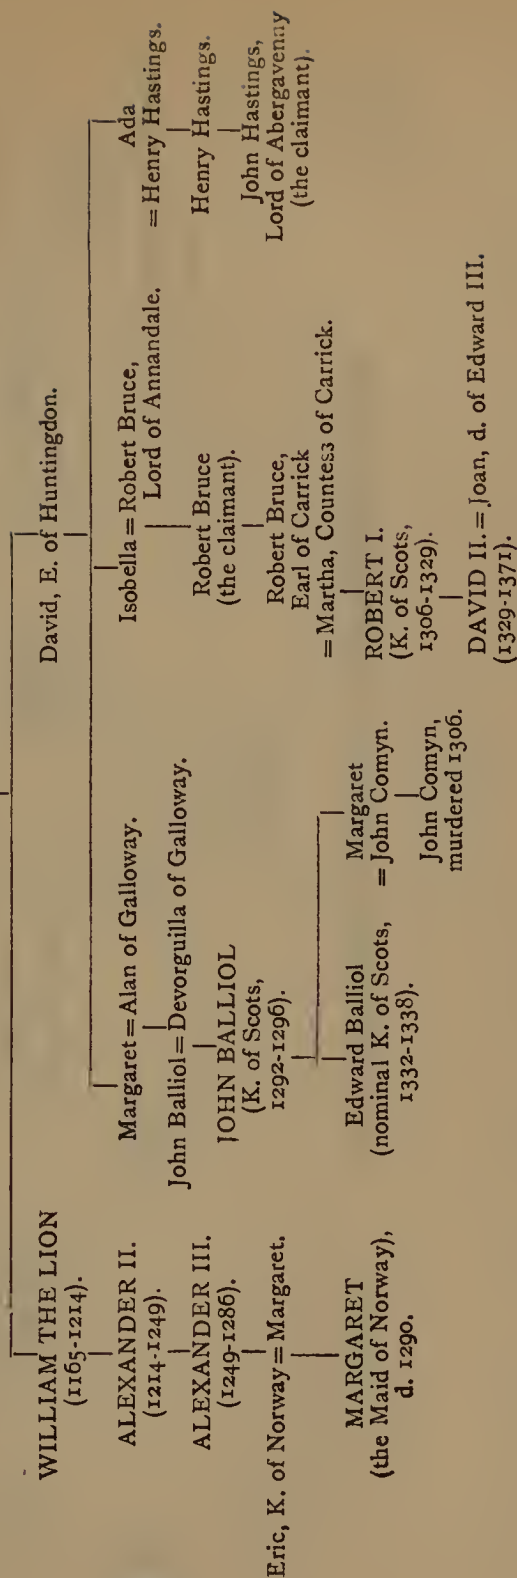 WILLIAM THE LION
(1165-1214).
ALEXANDER II.
(1214-1249).
ALEXANDER III.
(1249-1286).
Eric, K. of Norway = Margaret.
MARGARET
(the Maid of Norway),
d. 1290.
David, E. of Huntingdon.
Margaret = Alan of Galloway.
John Balliol = Devorguilla of Galloway.
JOHN BALLIOL
(K. of Scots,
1292-1296).
Edward Balliol
(nominal K. of Scots,
1332-1338).
Margaret
= John Comyn.
John Comyn,
murdered 1306.
Isobella = Robert Bruce,
Lord of Annandale.
Robert Bruce
(the claimant).
Robert Bruce,
Earl of Carrick
= Martha, Countess of Carrick.
ROBERT I.
(K. of Scots,
1306-1329).
DAVID II. = Joan, d. of Edward III.
(1329-1371).
Ada
= Henry Hastings.
Henry Hastings.
John Hastings,
Lord of Abergavenny
(the claimant).